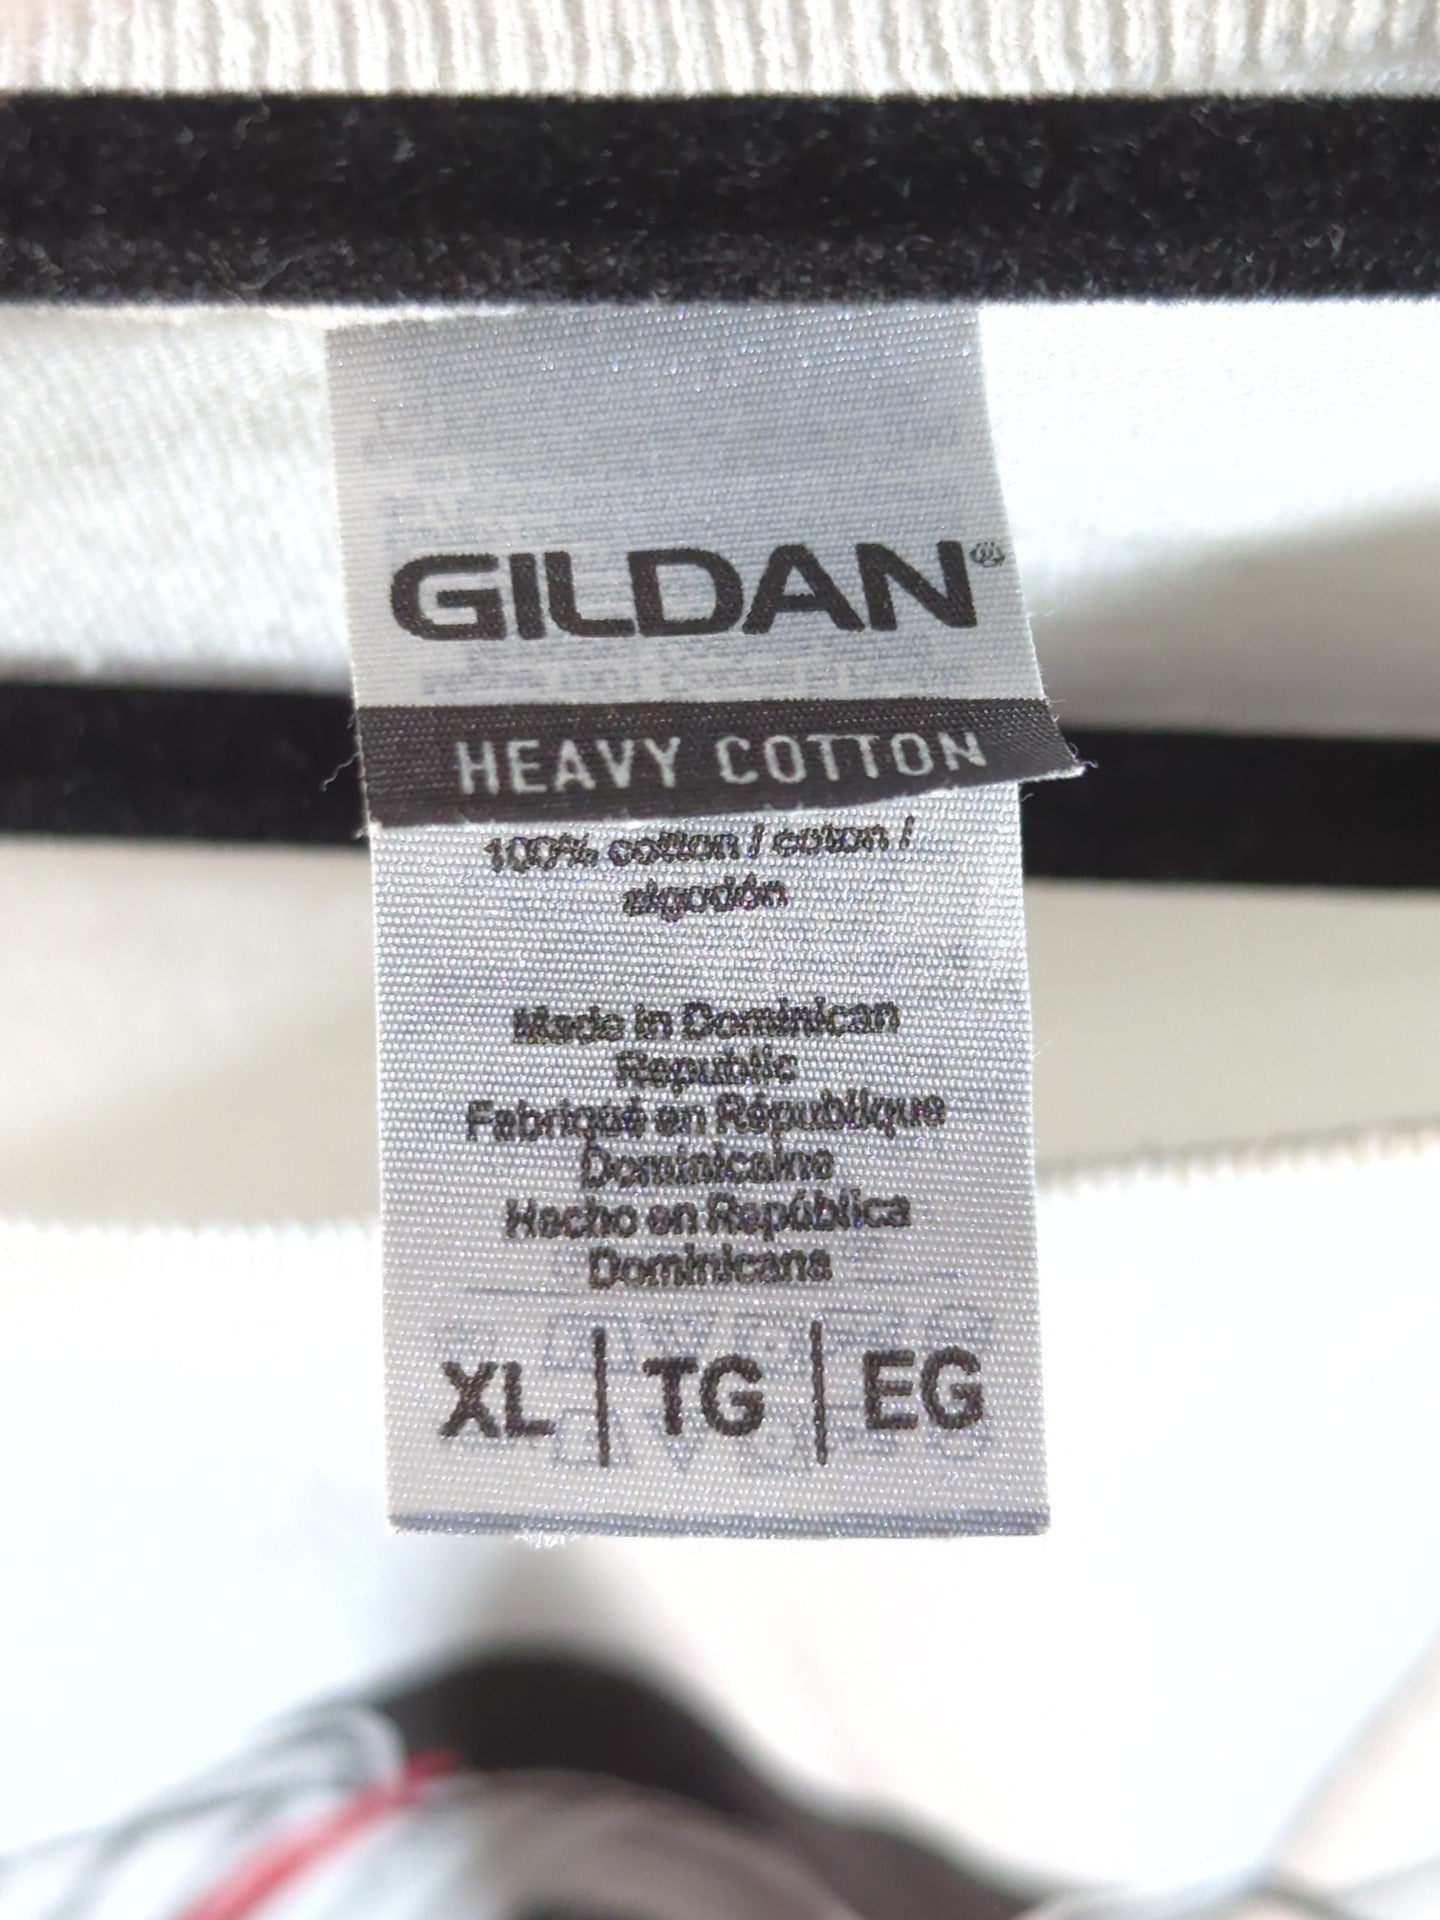 GILDAN®
HEAVY COTTON
100% cotton / coton /
algodón
Made in Dominican
Republic
Fabriqué en République
Dominicaine
Hecho en República
Dominicana
XL | TG | EG